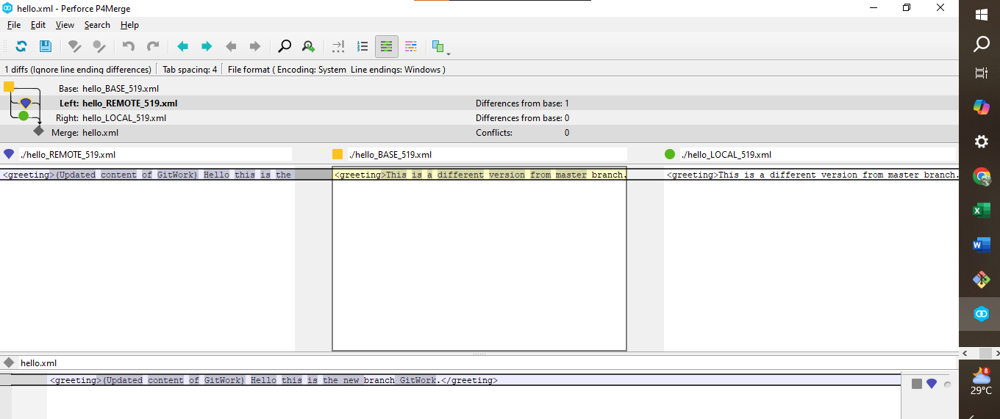 hello.xml - Perforce P4Merge
File Edit View Search Help
1 diffs (Ignore line ending differences) Tab spacing: 4 File format ( Encoding: System Line endings: Windows )
Base: hello_BASE_519.xml
Left: hello_REMOTE_519.xml Differences from base: 1
Right: hello_LOCAL_519.xml Differences from base: 0
Merge: hello.xml Conflicts: 0
./hello_REMOTE_519.xml ./hello_BASE_519.xml ./hello_LOCAL_519.xml
<greeting>(Updated content of GitWork) Hello this is the <greeting>This is a different version from master branch. <greeting>This is a different version from master branch.
hello.xml
<greeting>(Updated content of GitWork) Hello this is the new branch GitWork.</greeting>
8
29°C